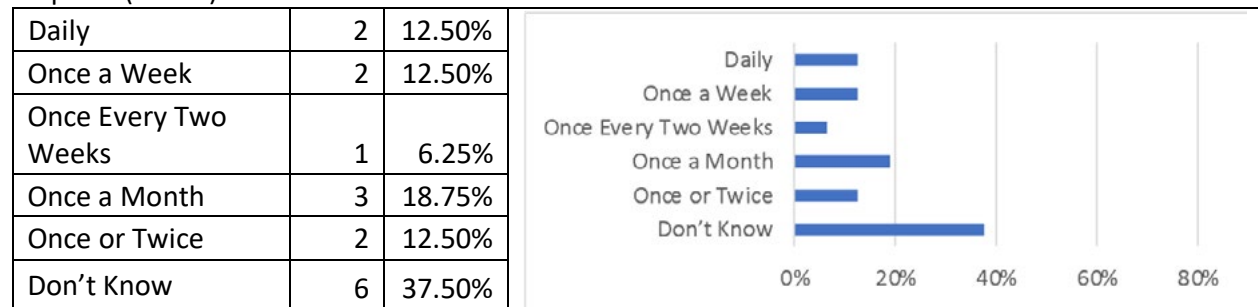 Daily 2 12.50%
Once a Week 2 12.50%
Once Every Two
Weeks 1 6.25%
Once a Month 3 18.75%
Once or Twice 2 12.50%
Don’t Know 6 37.50%
Daily
Once a Week
Once Every Two Weeks
Once a Month
Once or Twice
Don’t Know
0% 20% 40% 60% 80%